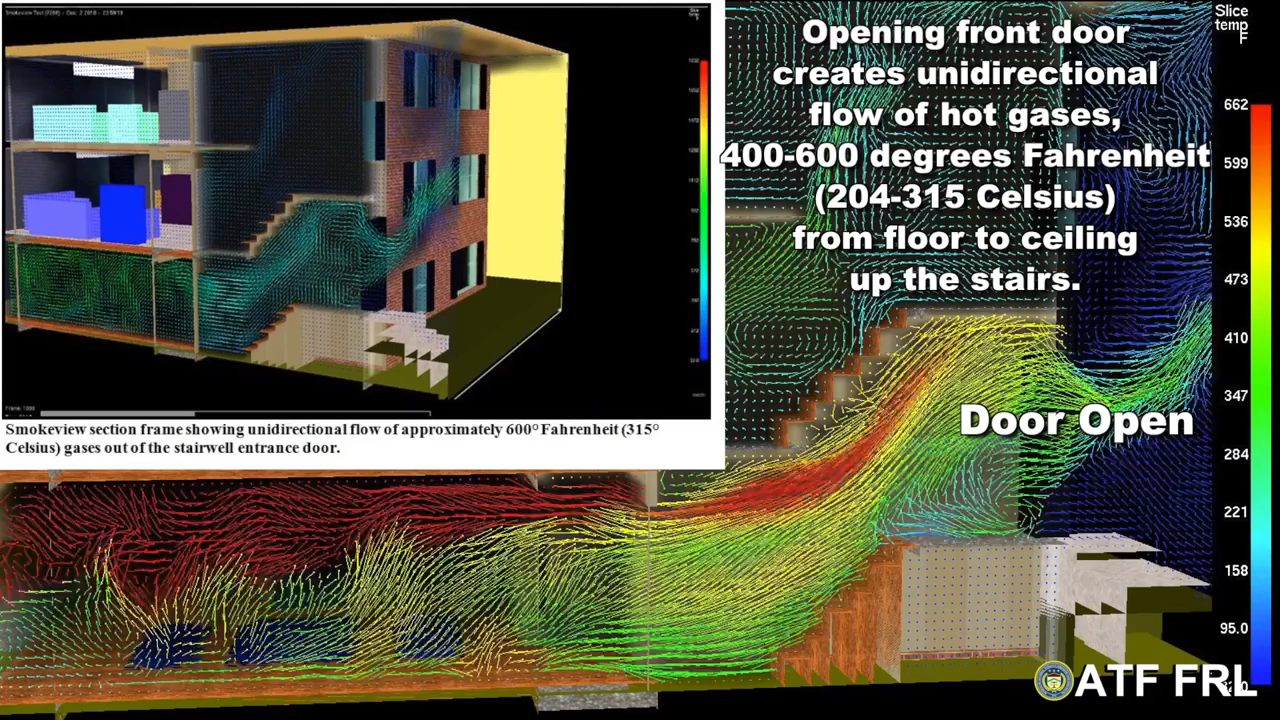 Opening front door
creates unidirectional
flow of hot gases,
400-600 degrees Fahrenheit
(204-315 Celsius)
from floor to ceiling
up the stairs.
Smokeview section frame showing unidirectional flow of approximately 600° Fahrenheit (315°
Celsius) gases out of the stairwell entrance door.
Door Open
Slice
temp
F
662
599
536
473
410
347
284
221
158
95.0
ATF FRL